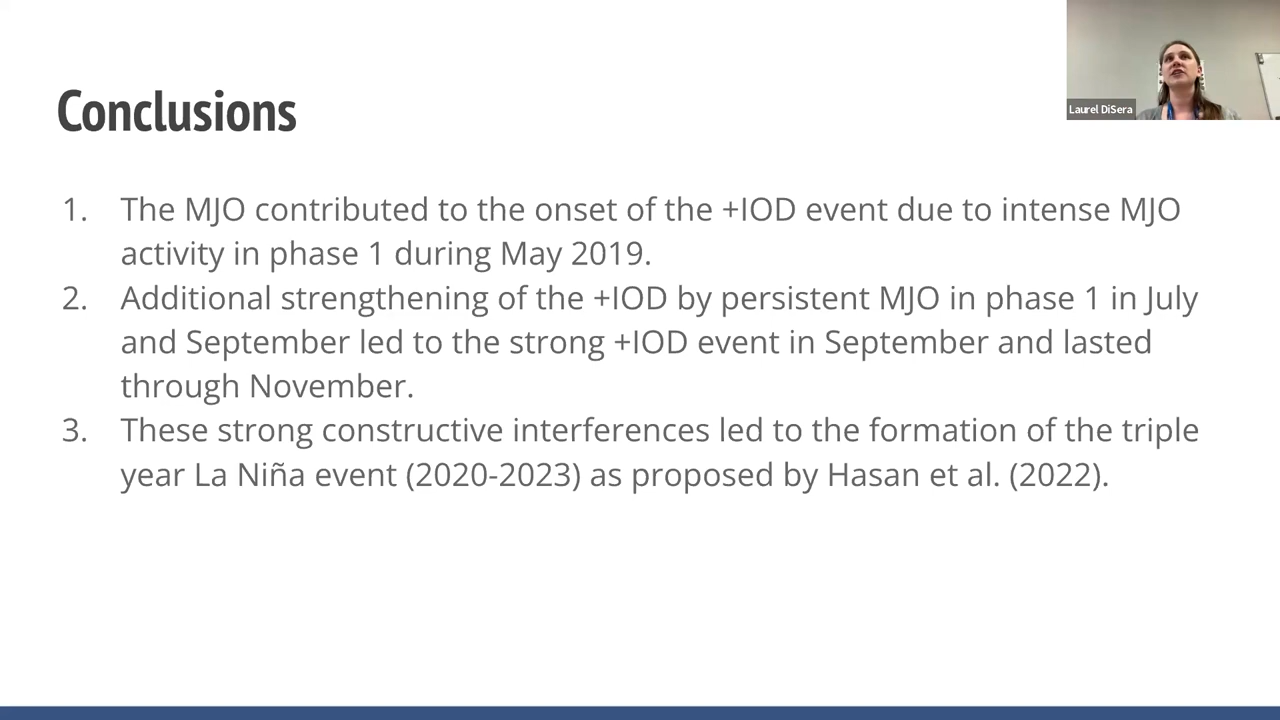 Laurel DiSera
Conclusions
1. The MJO contributed to the onset of the +IOD event due to intense MJO
activity in phase 1 during May 2019.
2. Additional strengthening of the +IOD by persistent MJO in phase 1 in July
and September led to the strong +IOD event in September and lasted
through November.
3. These strong constructive interferences led to the formation of the triple
year La Niña event (2020-2023) as proposed by Hasan et al. (2022).